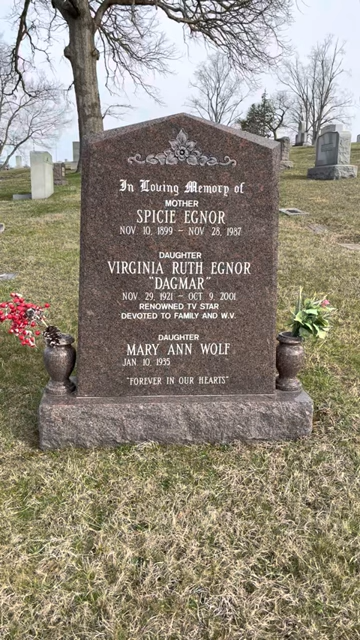 In Loving Memory of
MOTHER
SPICIE EGNOR
NOV. 10, 1899 - NOV. 28, 1987
DAUGHTER
VIRGINIA RUTH EGNOR
"DAGMAR"
NOV. 29, 1921 - OCT. 9, 2001
RENOWNED TV STAR
DEVOTED TO FAMILY AND W.V.
DAUGHTER
MARY ANN WOLF
JAN. 10, 1935
"FOREVER IN OUR HEARTS"